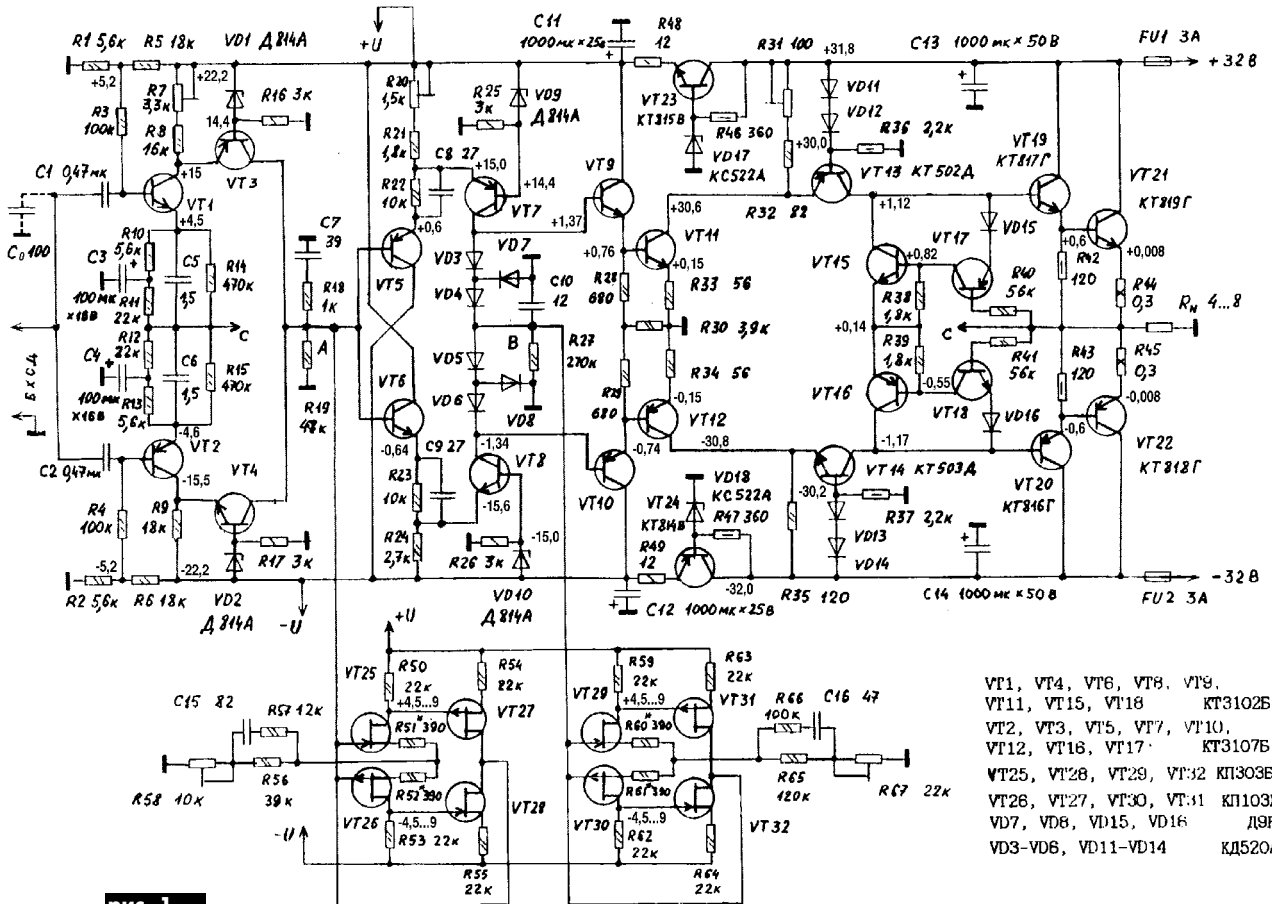 R1 5,6к
R5 18к
VD1 Д814А
+U
C11
1000мк×25в
R48
12
R31 100
+31,8
C13 1000мк×50В
FU1 3А
+32В
+5,2
+22,2
R7
3,3к
R3
100к
R8
16к
14,4
R16 3к
+15
VT3
C1 0,47мк
VT1
C₀ 100
+4,5
R20
1,5к
R21
1,8к
R22
10к
C8 27
+0,6
R25
3к
VD9
Д814А
+15,0
+14,4
VT7
+1,37
VT9
VT23
КТ815В
R46 360
VD17
КС522А
VD11
VD12
+30,0
R36 2,2к
VT13 КТ502Д
R32 82
+1,12
VT19
КТ817Г
VT21
КТ819Г
R10
5,6к
C3
100мк
×16В
R11
22к
C5
1,5
R14
470к
C
R12
22к
C4
100мк
×16В
R13
5,6к
C6
1,5
R15
470к
-4,6
ВХОД
C7
39
R18
1к
A
R19
48к
VT5
VT6
-0,64
VD3
VD4
VD5
VD6
VD7
VD8
C10
12
B
R27
270к
+0,76
+30,6
VT11
+0,15
R28
680
R33 56
R30 3,9к
R34 56
R29
680
-0,15
VT12
-0,74
-30,8
VT15
VT17
+0,82
VD15
R38
1,8к
R40
56к
+0,14
C
R39
1,8к
R41
56к
VT16
-0,55
VT18
VD16
-1,17
+0,6
R42
120
+0,008
R44
0,3
Rн 4...8
R43
120
R45
0,3
-0,008
-0,6
VT22
КТ818Г
VT20
КТ816Г
C2 0,47мк
VT2
-15,5
VT4
R4
100к
R9
18к
R17 3к
-5,2
-22,2
R2 5,6к
R6 18к
VD2
Д814А
-U
C9 27
R23
10к
R24
2,7к
-1,34
VT8
-15,6
-15,0
R26 3к
VD10
Д814А
VT10
VD18
КС522А
VT24
КТ814В
R47 360
R49
12
-32,0
C12 1000мк×25В
R35 120
VT14 КТ503Д
-30,2
R37 2,2к
VD13
VD14
C14 1000мк×50В
FU2 3А
-32В
+U
VT25
R50
22к
R54
22к
+4,5...9
VT27
C15 82
R57 12к
R51* 390
R56
39к
R58 10к
R52* 390
VT26
-4,5...9
VT28
R53 22к
-U
R55
22к
R59
22к
R63
22к
VT29
+4,5...9
VT31
R60* 390
R66
100к
C16 47
R65
120к
R67 22к
R61* 390
VT30
-4,5...9
VT32
R62
22к
R64
22к
VT1, VT4, VT6, VT8, VT9,
VT11, VT15, VT18 КТ3102Б
VT2, VT3, VT5, VT7, VT10,
VT12, VT16, VT17 КТ3107Б
VT25, VT28, VT29, VT32 КП303Е
VT26, VT27, VT30, VT31 КП103
VD7, VD8, VD15, VD16
VD3-VD6, VD11-VD14 КД520А